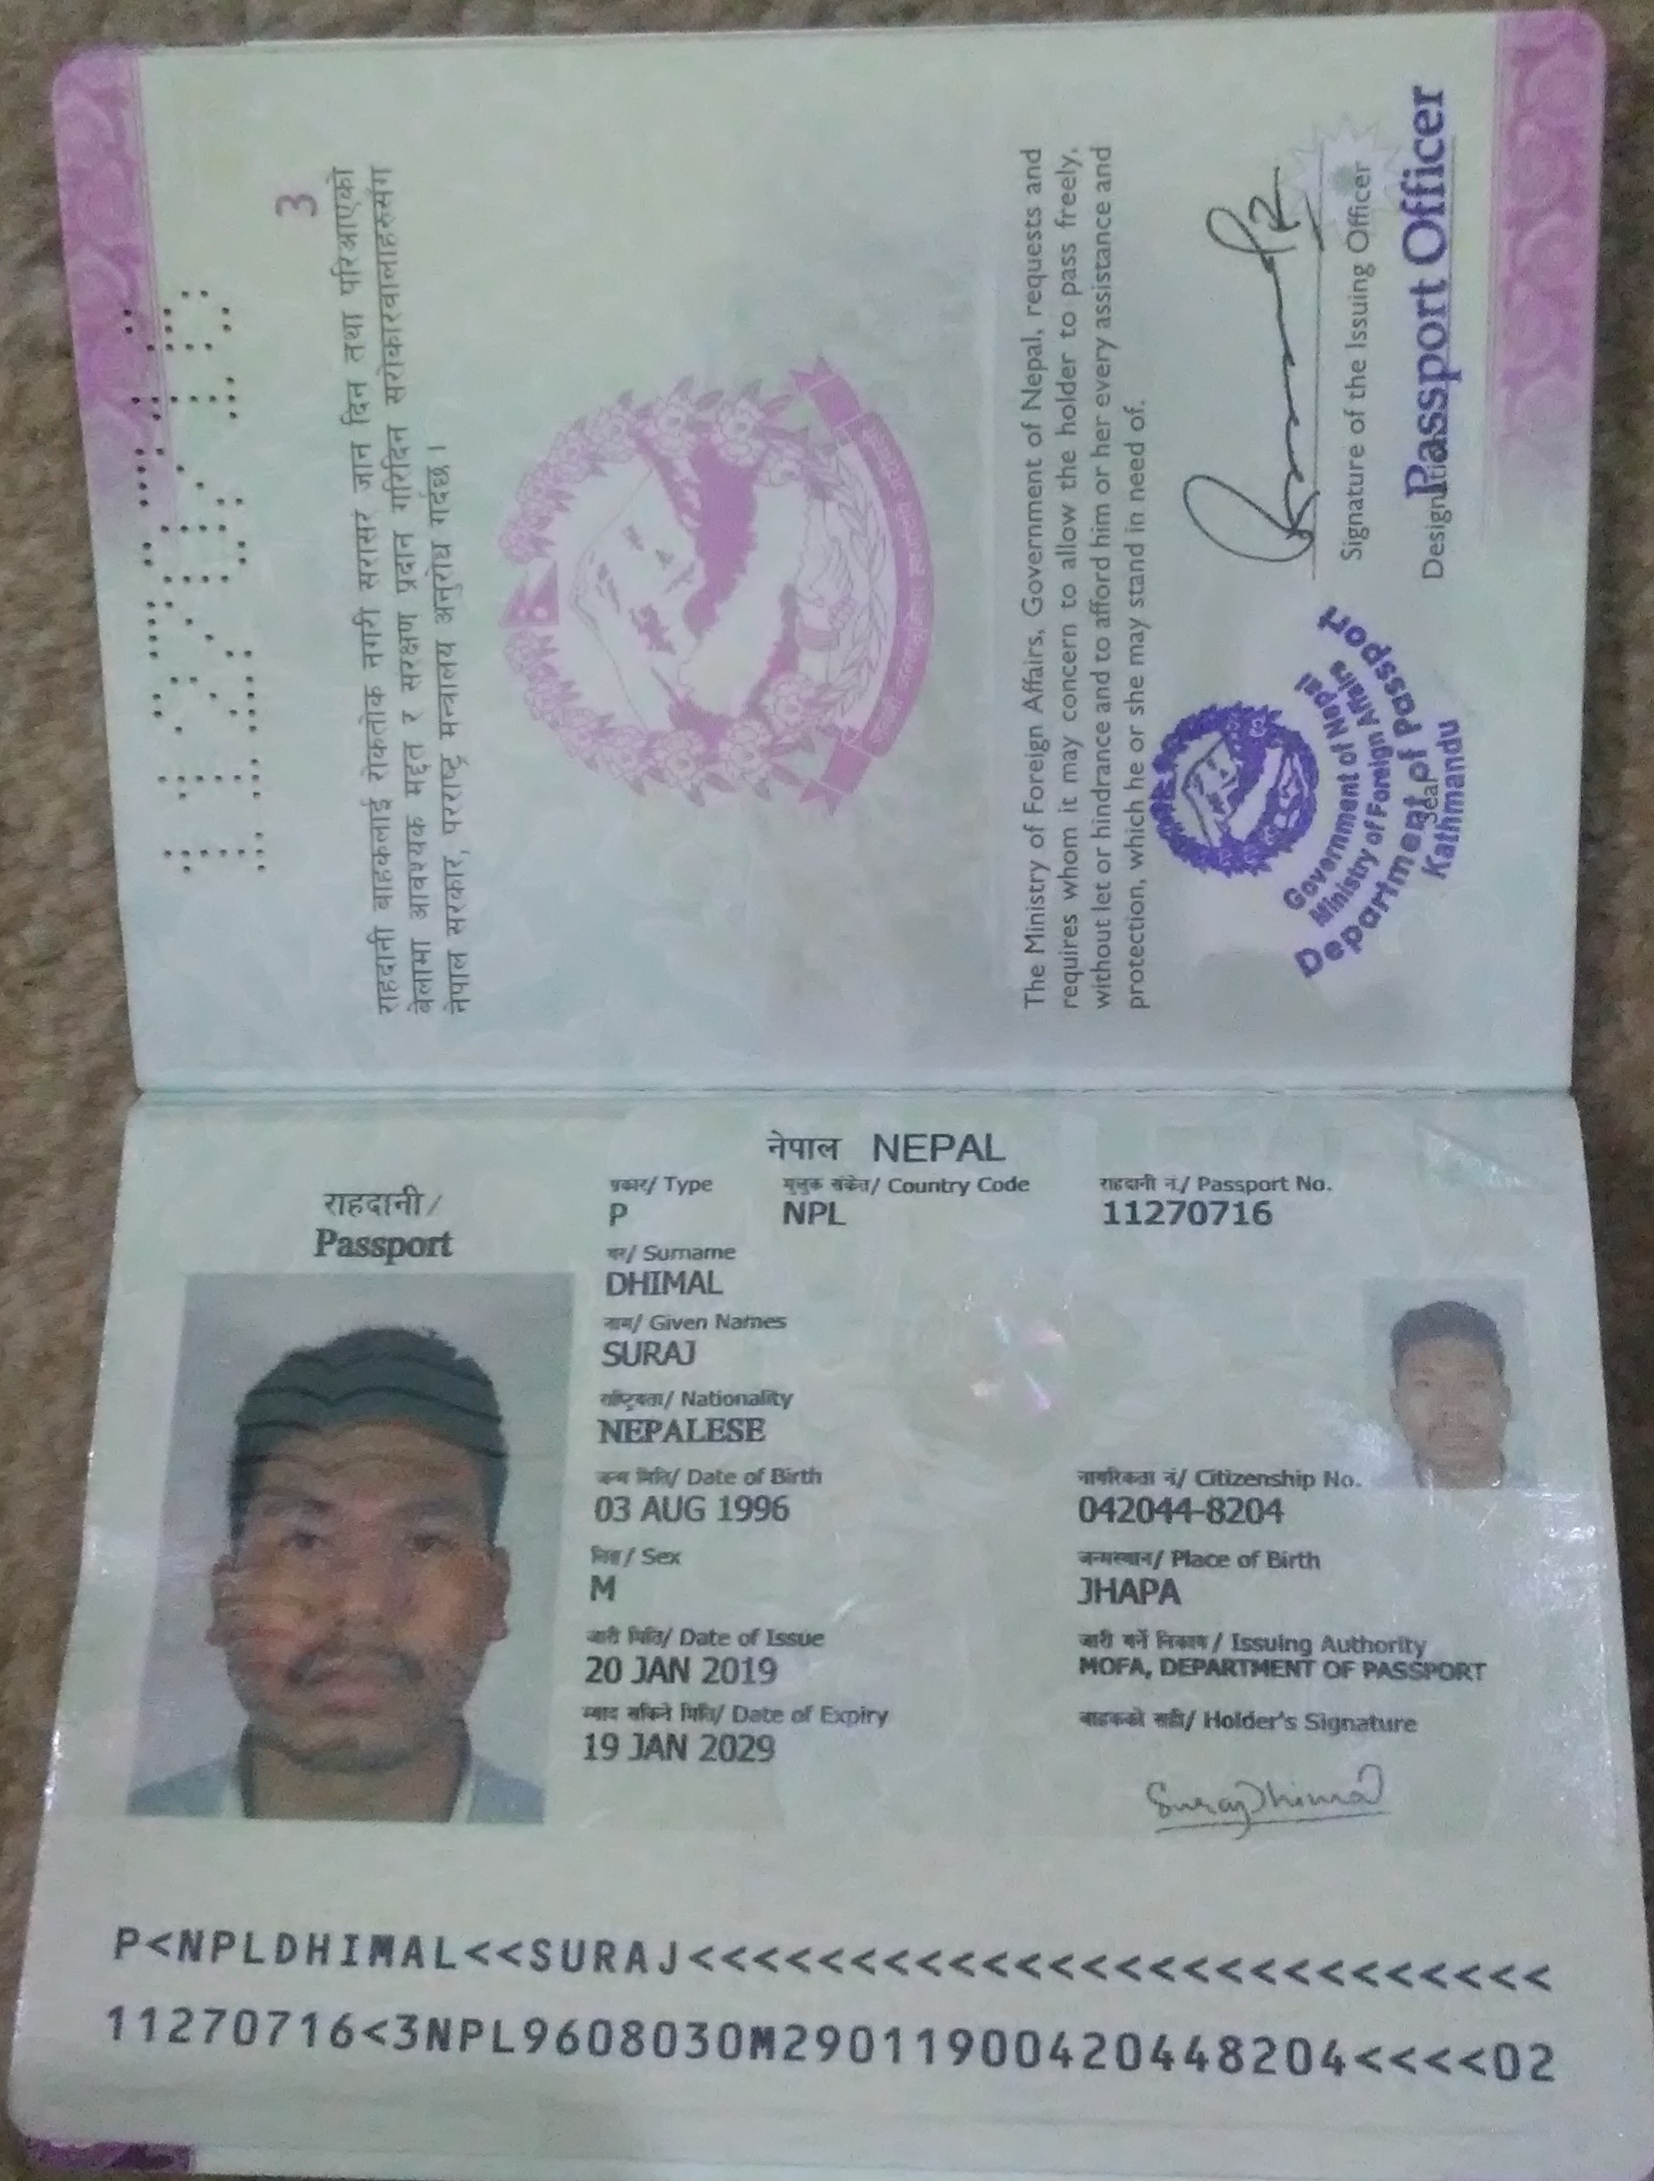 3
राहदानी बाहकलाई रोकतोक नगरी सरासर जान दिन तथा परिआएको
बेलामा आवश्यक मद्दत र संरक्षण प्रदान गरिदिन सरोकारवालाहरुसंग
नेपाल सरकार, परराष्ट्र मन्त्रालय अनुरोध गर्दछ।
The Ministry of Foreign Affairs, Government of Nepal, requests and
requires whom it may concern to allow the holder to pass freely,
without let or hindrance and to afford him or her every assistance and
protection, which he or she may stand in need of.
Signature of the Issuing Officer
Passport Officer
Government of Nepal
Ministry of Foreign Affairs
Department of Passport
Seal
Kathmandu
नेपाल NEPAL
राहदानी/
Passport
प्रकार/ Type
P
मुलुक संकेत/ Country Code
NPL
राहदानी नं./ Passport No.
11270716
थर/ Surname
DHIMAL
नाम/ Given Names
SURAJ
राष्ट्रियता/ Nationality
NEPALESE
जन्म मिति/ Date of Birth
03 AUG 1996
नागरिकता नं/ Citizenship No.
042044-8204
लिङ्ग/ Sex
M
जन्मस्थान/ Place of Birth
JHAPA
जारी मिति/ Date of Issue
20 JAN 2019
जारी गर्ने निकाय/ Issuing Authority
MOFA, DEPARTMENT OF PASSPORT
म्याद सकिने मिति/ Date of Expiry
19 JAN 2029
बाहकको सही/ Holder's Signature
Suraj Dhimal
P<NPLDHIMAL<<SURAJ<<<<<<<<<<<<<<<<<<<<<<<<<<
11270716<3NPL9608030M29011900420448204<<<<02